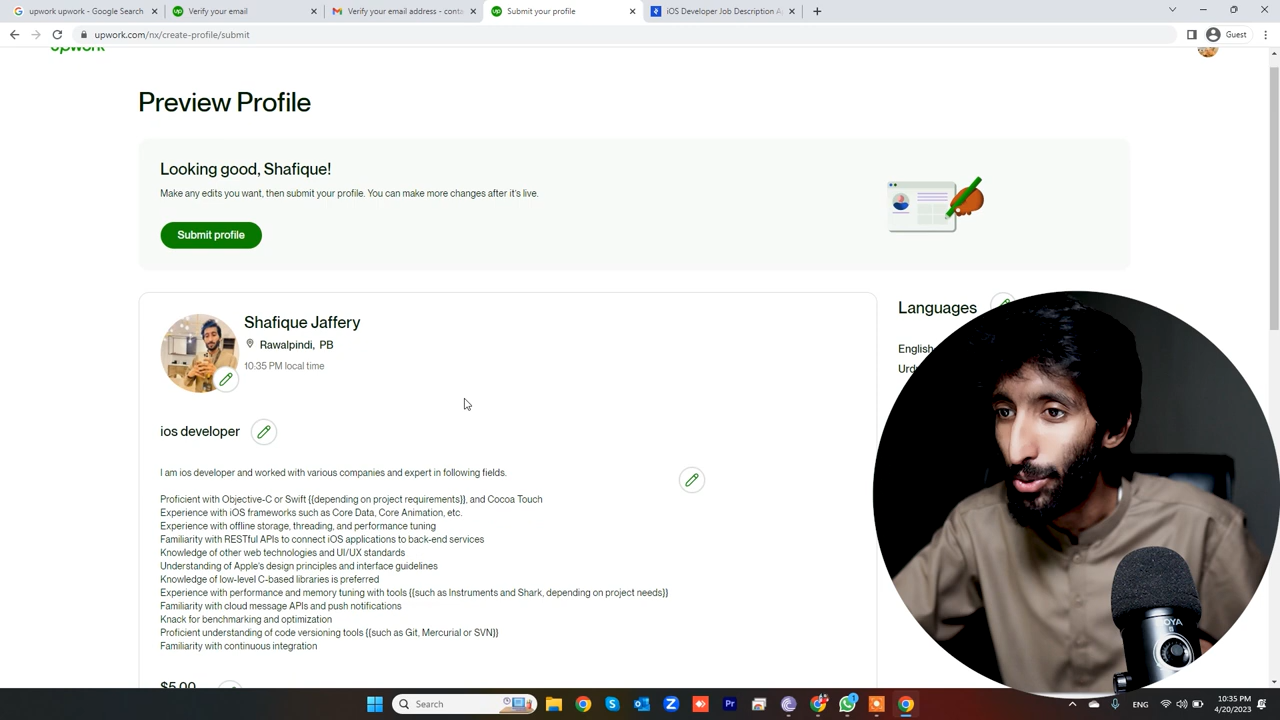 upwork upwork - Google Search
Verify your email
Verify your email address - conta
Submit your profile
iOS Developer Job Description A
upwork.com/nx/create-profile/submit
Guest
upwork
Preview Profile
Looking good, Shafique!
Make any edits you want, then submit your profile. You can make more changes after it's live.
Submit profile
Shafique Jaffery
Rawalpindi, PB
10:35 PM local time
ios developer
I am ios developer and worked with various companies and expert in following fields.
Proficient with Objective-C or Swift {{depending on project requirements}}, and Cocoa Touch
Experience with iOS frameworks such as Core Data, Core Animation, etc.
Experience with offline storage, threading, and performance tuning
Familiarity with RESTful APIs to connect iOS applications to back-end services
Knowledge of other web technologies and UI/UX standards
Understanding of Apple's design principles and interface guidelines
Knowledge of low-level C-based libraries is preferred
Experience with performance and memory tuning with tools {{such as Instruments and Shark, depending on project needs}}
Familiarity with cloud message APIs and push notifications
Knack for benchmarking and optimization
Proficient understanding of code versioning tools {{such as Git, Mercurial or SVN}}
Familiarity with continuous integration
$5.00
Languages
English
Urd
BOYA
Search
ENG
10:35 PM
4/20/2023